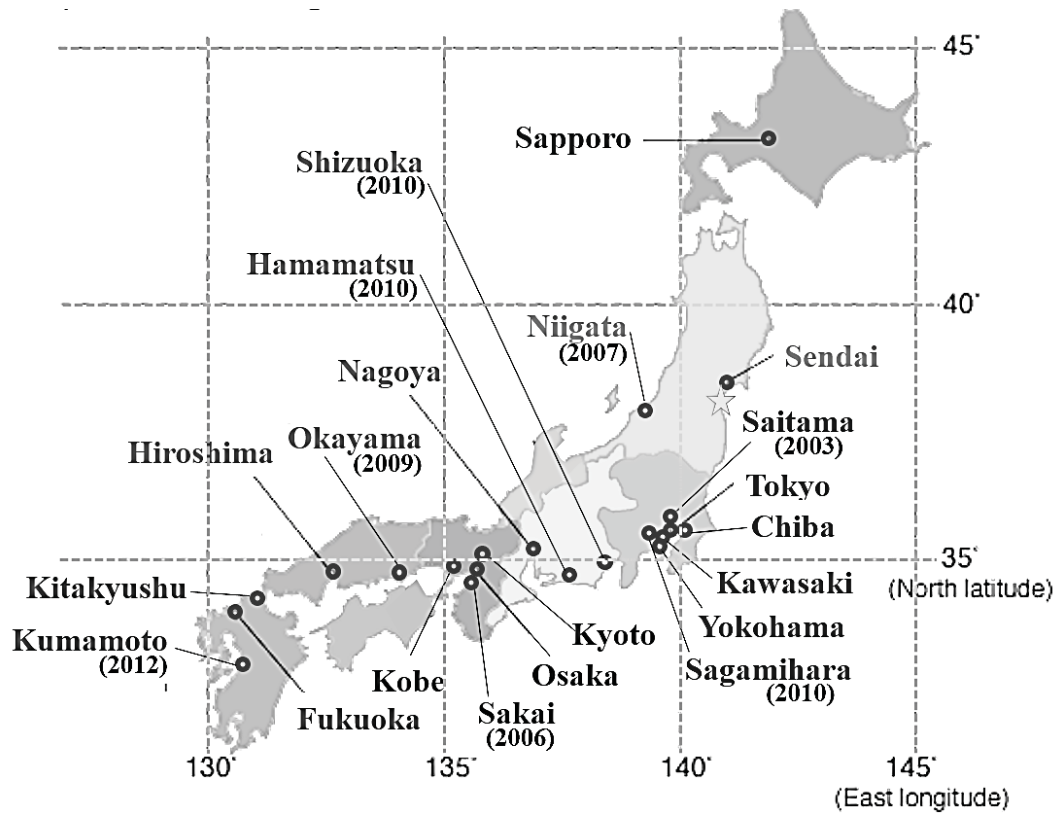 45°
Sapporo
Shizuoka
(2010)
Hamamatsu
(2010)
40°
Niigata
(2007)
Sendai
Nagoya
Saitama
(2003)
Okayama
(2009)
Hiroshima
Tokyo
Chiba
35°
Kitakyushu
Kawasaki
(North latitude)
Kumamoto
(2012)
Kyoto
Yokohama
Kobe
Osaka
Sagamihara
(2010)
Fukuoka
Sakai
(2006)
130° 135° 140° 145°
(East longitude)